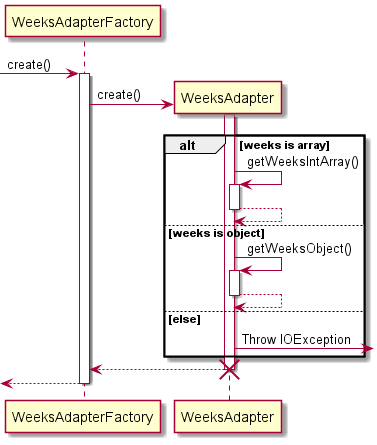 WeeksAdapterFactory
create()
create()
WeeksAdapter
alt [weeks is array]
getWeeksIntArray()
[weeks is object]
getWeeksObject()
[else]
Throw IOException
WeeksAdapterFactory WeeksAdapter